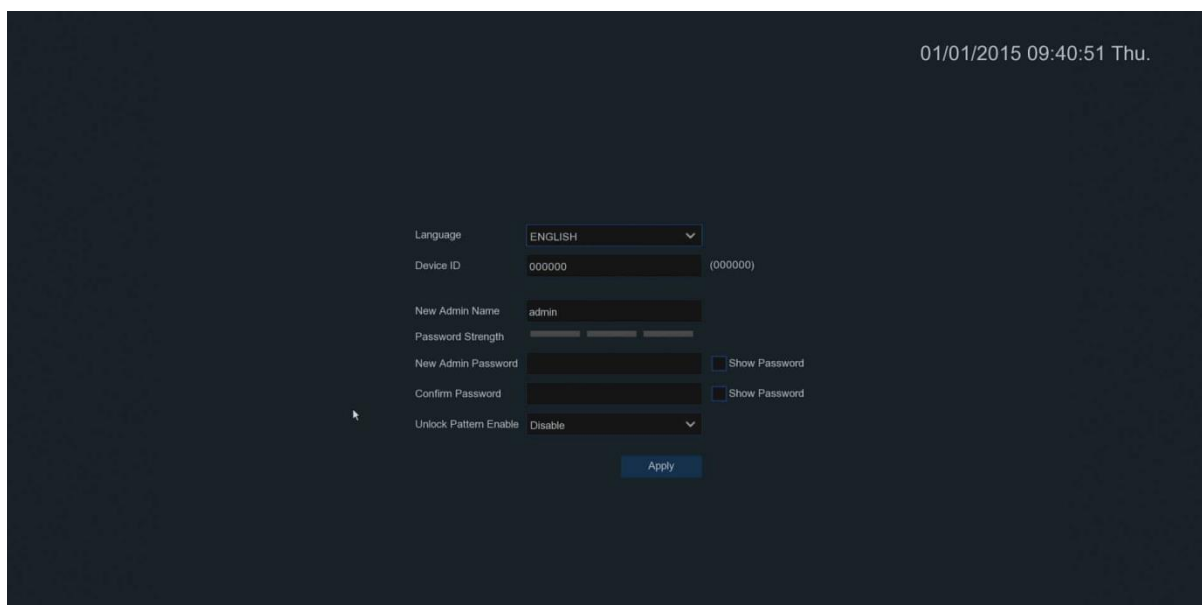 01/01/2015 09:40:51 Thu.
Language ENGLISH
Device ID 000000 (000000)
New Admin Name admin
Password Strength
New Admin Password Show Password
Confirm Password Show Password
Unlock Pattern Enable Disable
Apply